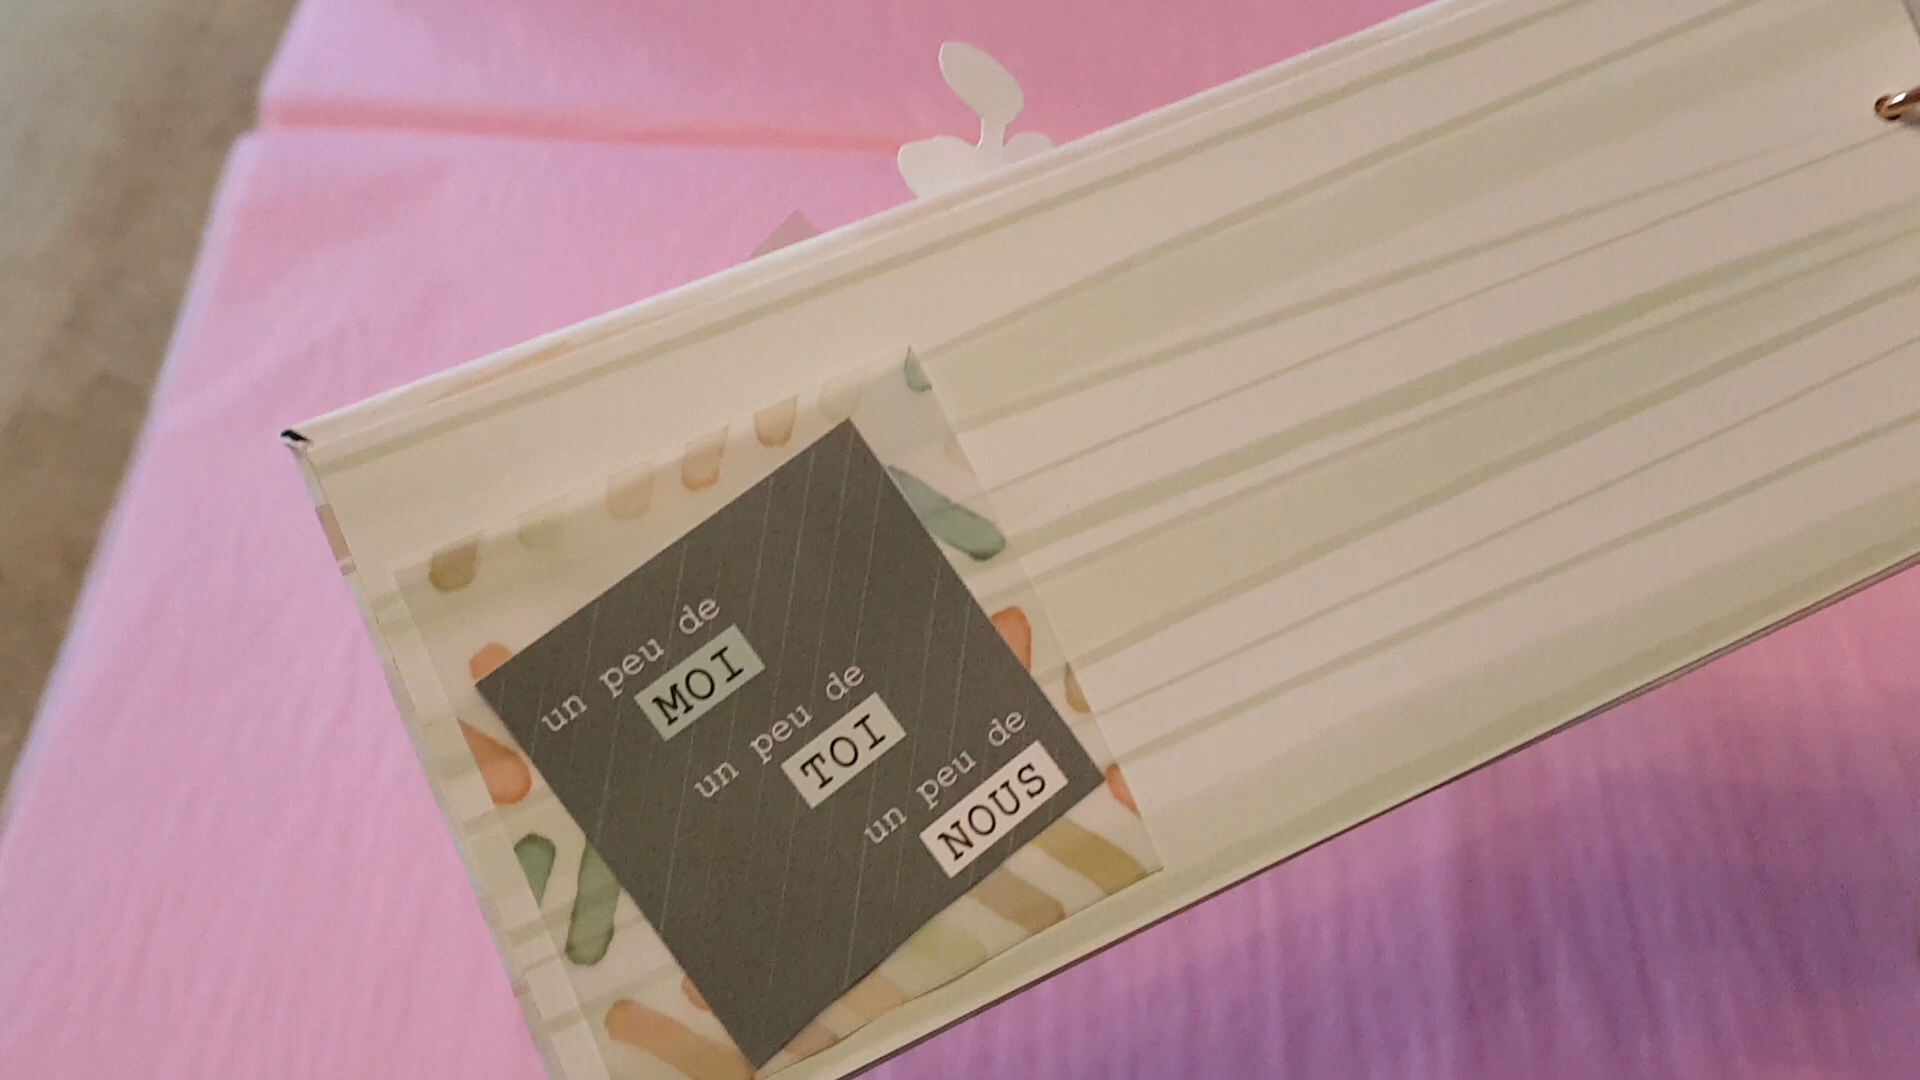 un peu de
MOI
un peu de
TOI
un peu de
NOUS